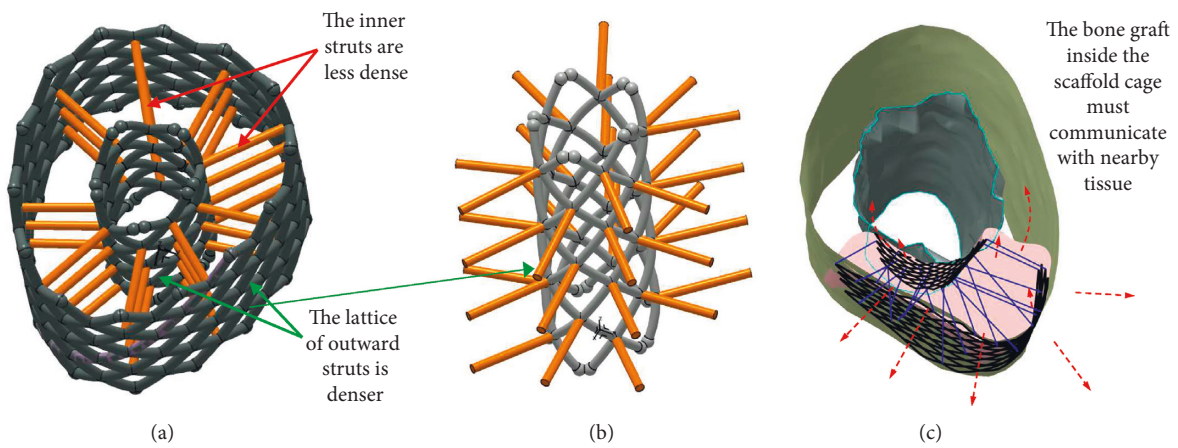 The inner
struts are
less dense
The lattice
of outward
struts is
denser
The bone graft
inside the
scaffold cage
must
communicate
with nearby
tissue
(a)
(b)
(c)